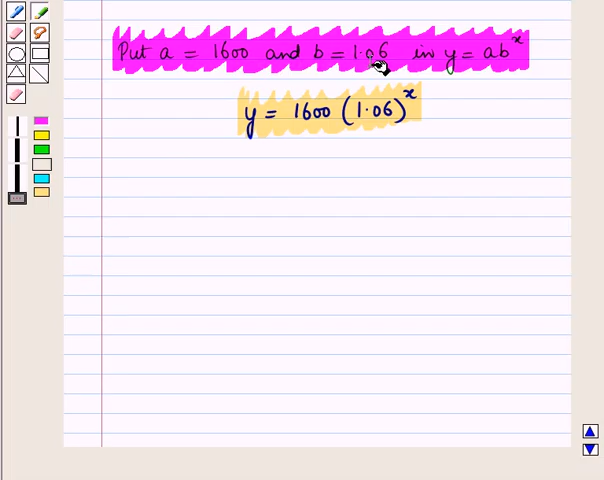 Put a = 1600 and b = 1.06 in y = ab^x
y = 1600 (1.06)^x